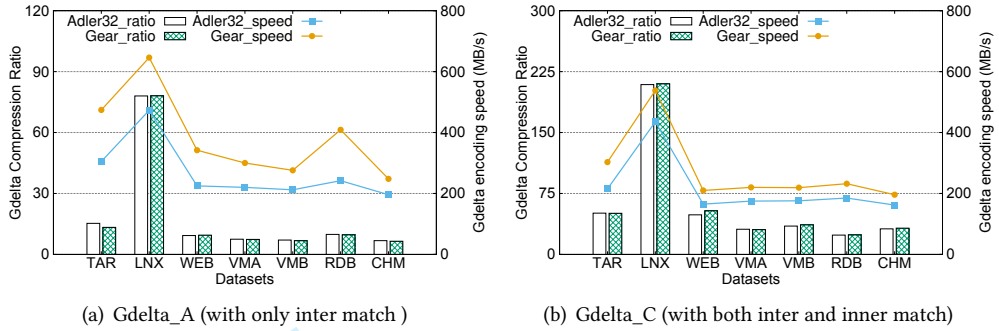 Adler32_ratio Adler32_speed
Gear_ratio Gear_speed
Gdelta Compression Ratio
120
90
60
30
0
800
600
400
200
0
Gdelta encoding speed (MB/s)
TAR LNX WEB VMA VMB RDB CHM
Datasets
(a) Gdelta_A (with only inter match )
Adler32_ratio Adler32_speed
Gear_ratio Gear_speed
Gdelta Compression Ratio
300
225
150
75
0
800
600
400
200
0
Gdelta encoding speed (MB/s)
TAR LNX WEB VMA VMB RDB CHM
Datasets
(b) Gdelta_C (with both inter and inner match)